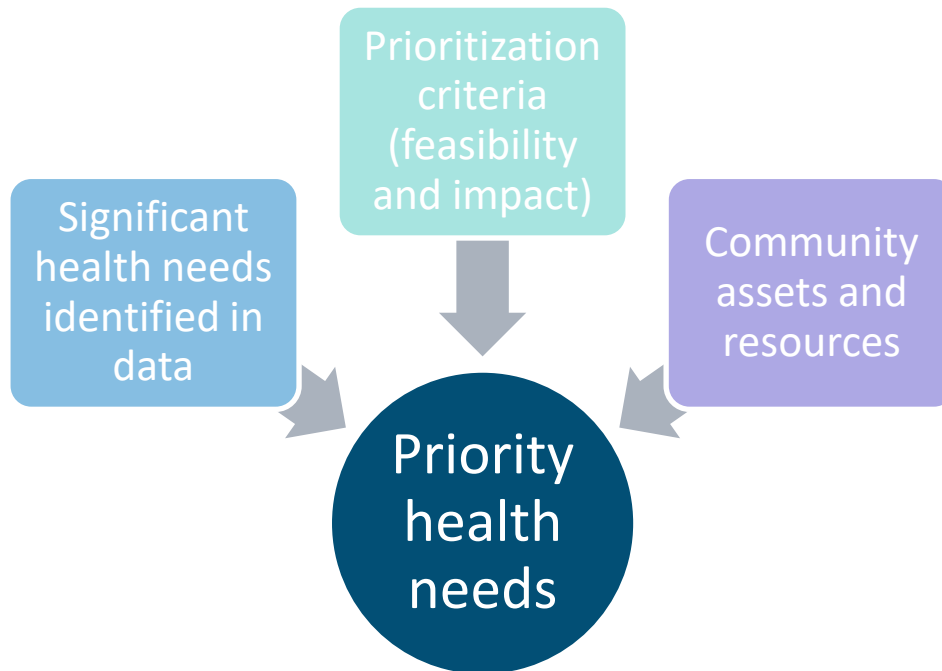 Prioritization
criteria
(feasibility
and impact)
Significant
health needs
identified in
data
Community
assets and
resources
Priority
health
needs